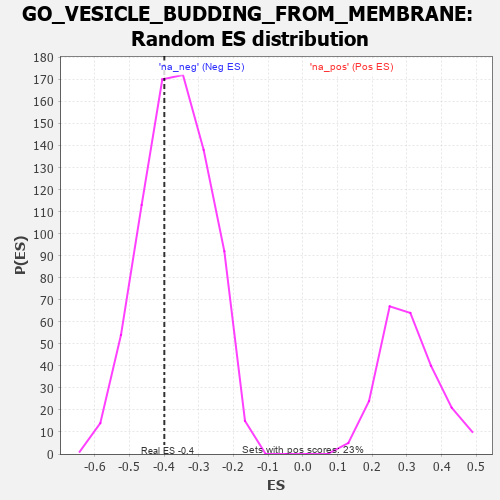 GO_VESICLE_BUDDING_FROM_MEMBRANE:
Random ES distribution
'na_neg' (Neg ES)
'na_pos' (Pos ES)
180
170
160
150
140
130
120
110
100
90
80
70
60
50
40
30
20
10
0
P(ES)
Real ES -0.4
Sets with pos scores: 23%
-0.6 -0.5 -0.4 -0.3 -0.2 -0.1 0.0 0.1 0.2 0.3 0.4 0.5
ES